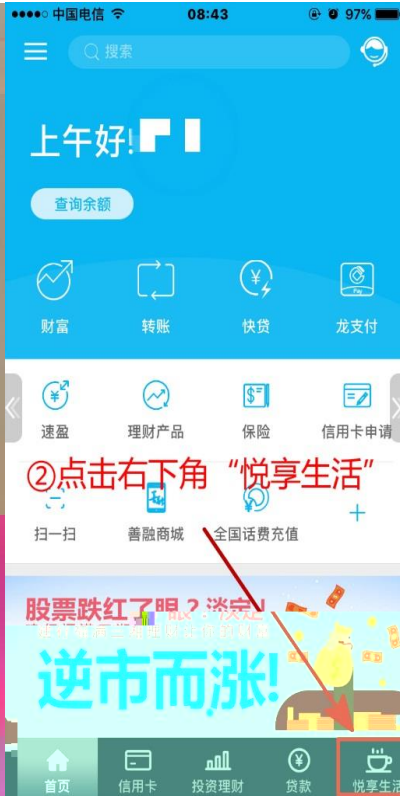 中国电信 08:43 97%
搜索
上午好!
查询余额
财富 转账 快贷 龙支付
Pay
速盈 理财产品 保险 信用卡申请
②点击右下角“悦享生活”
扫一扫 善融商城 全国话费充值
股票跌红了眼？淡定！
逆市而涨!
首页 信用卡 投资理财 贷款 悦享生活